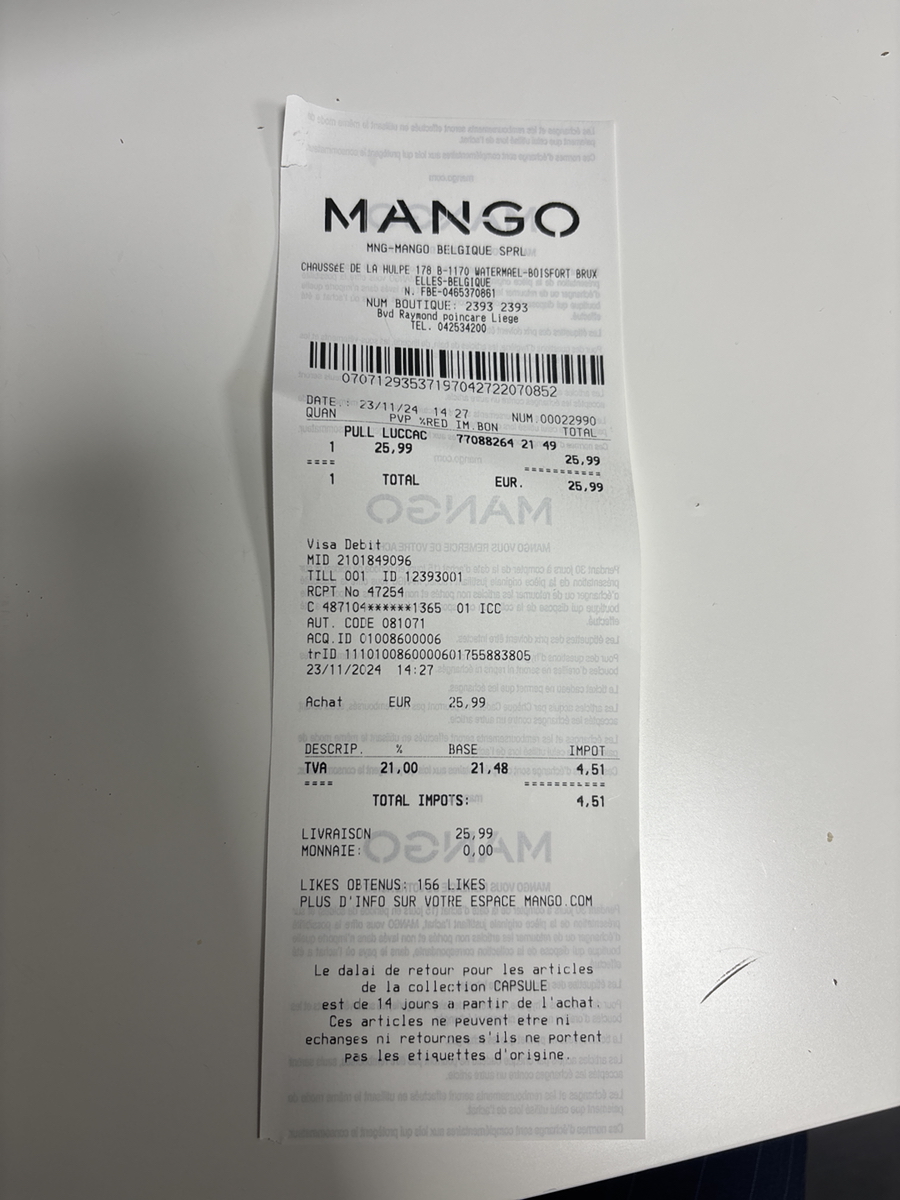 MANGO
MNG-MANGO BELGIQUE SPRL
CHAUSSéE DE LA HULPE 178 B-1170 WATERMAEL-BOISFORT BRUX
ELLES-BELGIQUE
N. FBE-0465370861
NUM BOUTIQUE: 2393 2393
Bvd Raymond poincare Liege
TEL. 042534200
07071293537197042722070852
DATE.: 23/11/24 14:27 NUM.00022990
QUAN PVP %RED IM.BON TOTAL
PULL LUCCAC 77088264 21 49
1 25,99 25,99
==== ===========
1 TOTAL EUR. 25,99
Visa Debit
MID 2101849096
TILL 001 ID 12393001
RCPT No 47254
C 487104******1365 01 ICC
AUT. CODE 081071
ACQ.ID 01008600006
trID 1110100860000601755883805
23/11/2024 14:27
Achat EUR 25,99
DESCRIP. % BASE IMPOT
TVA 21,00 21,48 4,51
==== ===========
TOTAL IMPOTS: 4,51
LIVRAISON 25,99
MONNAIE: 0,00
LIKES OBTENUS: 156 LIKES
PLUS D'INFO SUR VOTRE ESPACE MANGO.COM
Le dalai de retour pour les articles
de la collection CAPSULE
est de 14 jours a partir de l'achat.
Ces articles ne peuvent etre ni
echanges ni retournes s'ils ne portent
pas les etiquettes d'origine.